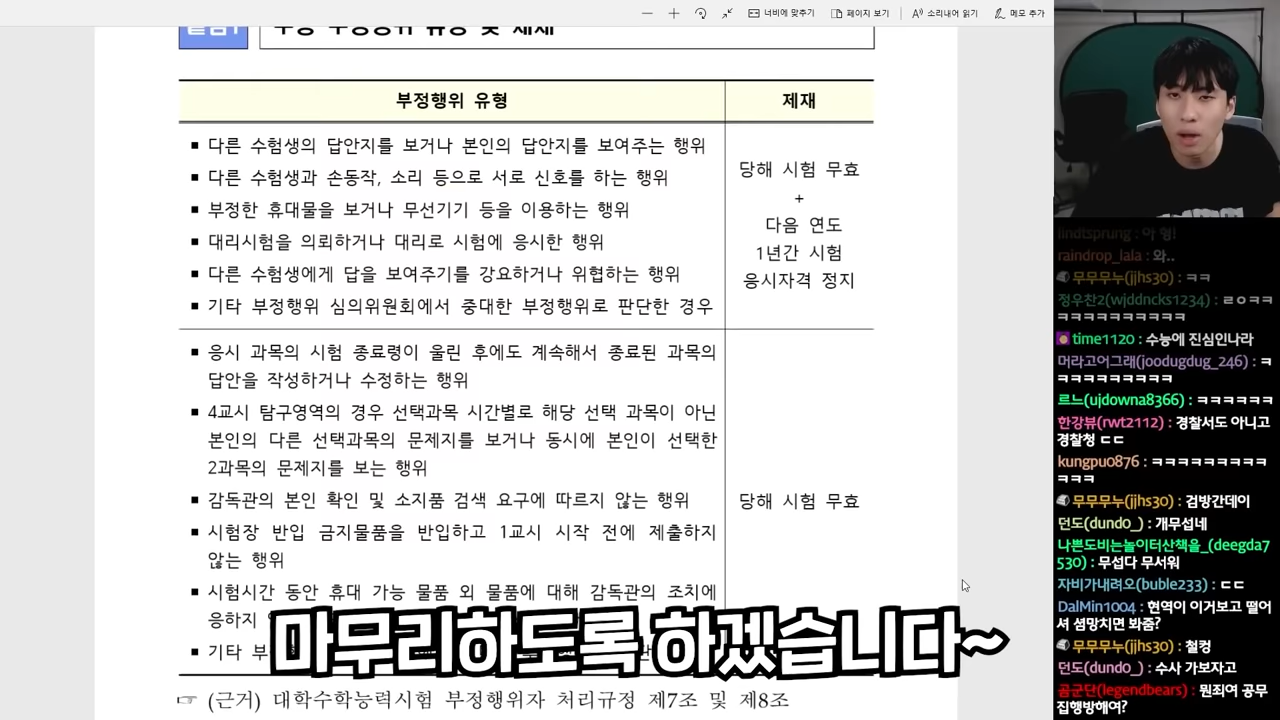 너비에 맞추기
페이지 보기
소리내어 읽기
메모 추가
부정행위 유형
제재
다른 수험생의 답안지를 보거나 본인의 답안지를 보여주는 행위
다른 수험생과 손동작, 소리 등으로 서로 신호를 하는 행위
부정한 휴대물을 보거나 무선기기 등을 이용하는 행위
대리시험을 의뢰하거나 대리로 시험에 응시한 행위
다른 수험생에게 답을 보여주기를 강요하거나 위협하는 행위
기타 부정행위 심의위원회에서 중대한 부정행위로 판단한 경우
당해 시험 무효
+
다음 연도
1년간 시험
응시자격 정지
응시 과목의 시험 종료령이 울린 후에도 계속해서 종료된 과목의
답안을 작성하거나 수정하는 행위
4교시 탐구영역의 경우 선택과목 시간별로 해당 선택 과목이 아닌
본인의 다른 선택과목의 문제지를 보거나 동시에 본인이 선택한
2과목의 문제지를 보는 행위
감독관의 본인 확인 및 소지품 검색 요구에 따르지 않는 행위
시험장 반입 금지물품을 반입하고 1교시 시작 전에 제출하지
않는 행위
시험시간 동안 휴대 가능 물품 외 물품에 대해 감독관의 조치에
응하지
기타
당해 시험 무효
마무리하도록 하겠습니다~
☞ (근거) 대학수학능력시험 부정행위자 처리규정 제7조 및 제8조
lindtsprung : 아 형!
raindrop_lala : 와..
무무무누(jjhs30) : ㅋㅋ
정우찬2(wjddncks1234) : ㄹㅇㅋㅋ
ㅋㅋㅋㅋㅋㅋㅋㅋㅋㅋ
time1120 : 수능에 진심인나라
머라고어그래(joodugdug_246) : ㅋ
ㅋㅋㅋㅋㅋㅋㅋㅋㅋ
르느(ujdowna8366) : ㅋㅋㅋㅋㅋㅋ
한강뷰(rwt2112) : 경찰서도 아니고
경찰청 ㄷㄷ
kungpu0876 : ㅋㅋㅋㅋㅋㅋㅋㅋㅋ
ㅋㅋㅋ
무무무누(jjhs30) : 검방간데이
던도(dund0_) : 개무섭네
나쁜도비는놀이터산책을_(deegda7
530) : 무섭다 무서워
자비가내려오(buble233) : ㄷㄷ
DalMin1004 : 현역이 이거보고 떨어
셔 셤망치면 봐줌?
무무무누(jjhs30) : 철컹
던도(dund0_) : 수사 가보자고
곰군단(legendbears) : 뭔죄여 공무
집행방해여?